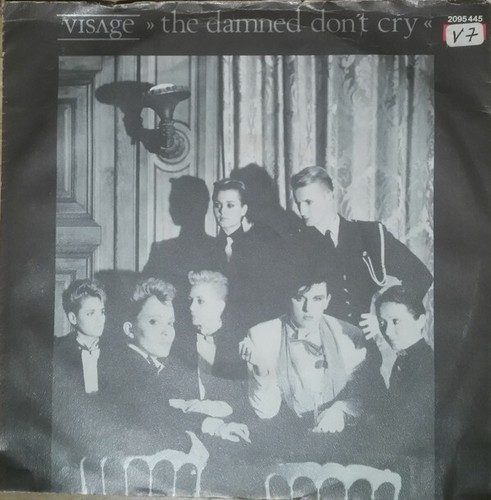 VISAGE » the damned don't cry «
2095 445
V7